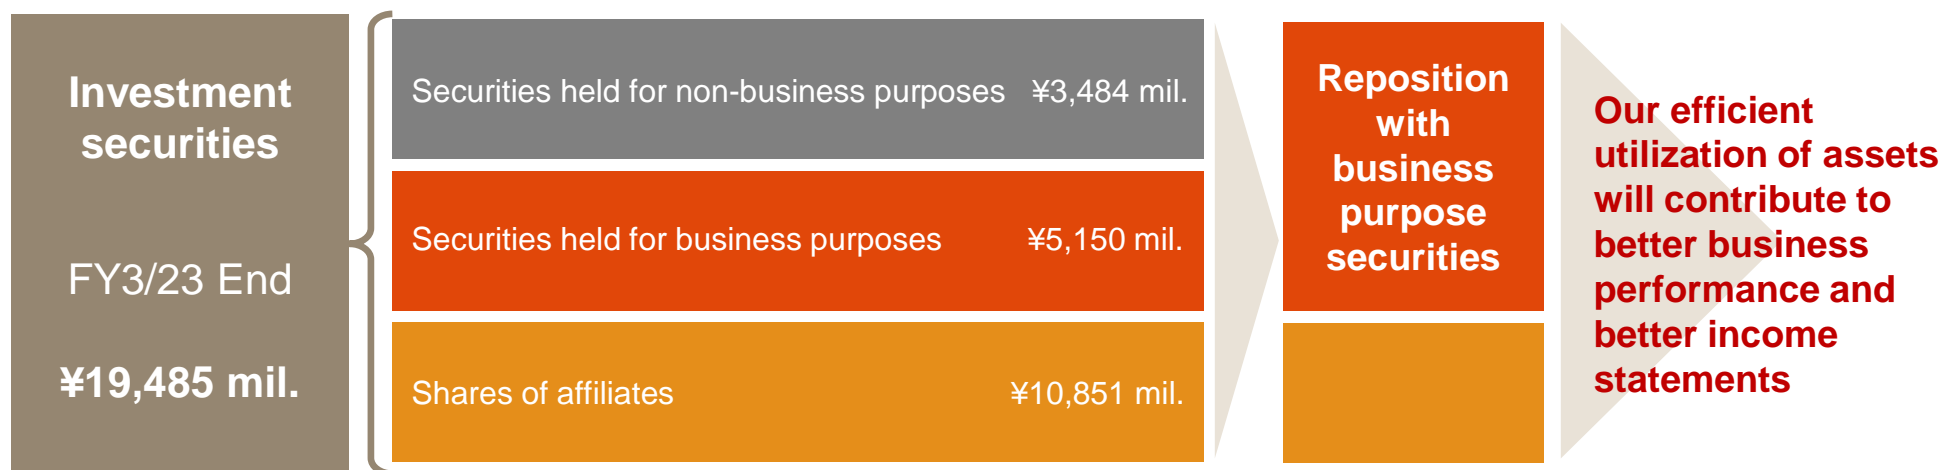 Investment
securities
FY3/23 End
¥19,485 mil.
Securities held for non-business purposes ¥3,484 mil.
Securities held for business purposes ¥5,150 mil.
Shares of affiliates ¥10,851 mil.
Reposition
with
business
purpose
securities
Our efficient
utilization of assets
will contribute to
better business
performance and
better income
statements